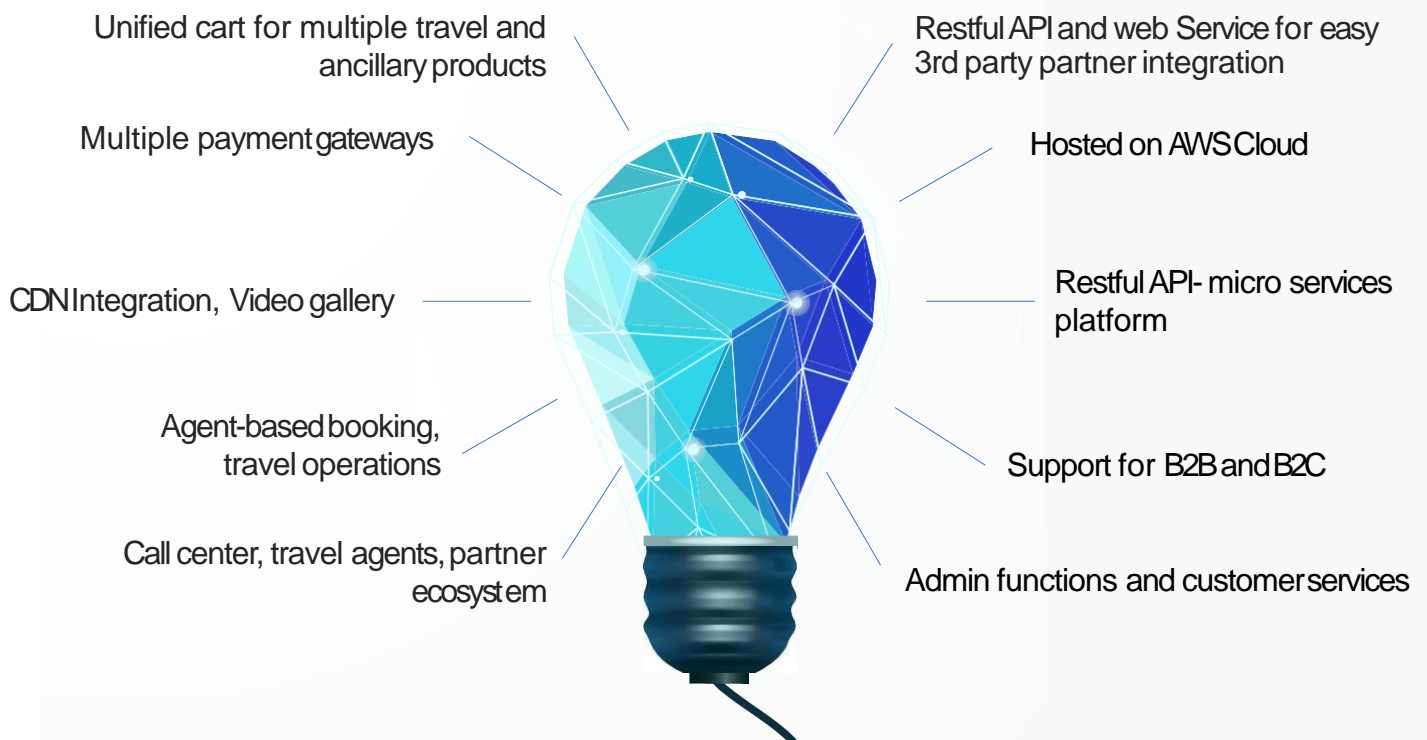 Unified cart for multiple travel and
ancillary products
Multiple payment gateways
CDN Integration, Video gallery
Agent-based booking,
travel operations
Call center, travel agents, partner
ecosystem
Restful API and web Service for easy
3rd party partner integration
Hosted on AWS Cloud
Restful API- micro services
platform
Support for B2B and B2C
Admin functions and customer services